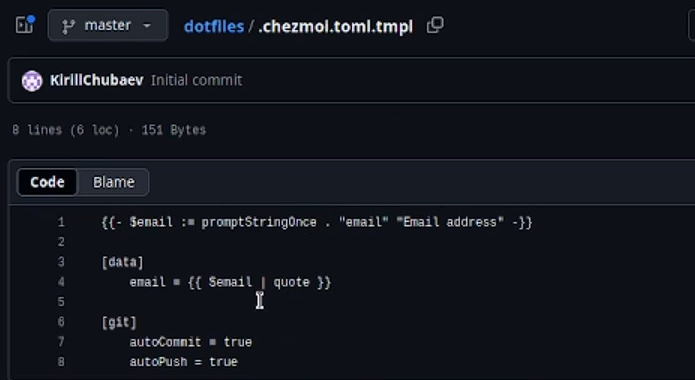 master dotfiles / .chezmoi.toml.tmpl
KirillChubaev Initial commit
8 lines (6 loc) · 151 Bytes
Code Blame
1 {{- $email := promptStringOnce . "email" "Email address" -}}
2
3 [data]
4 email = {{ $email | quote }}
5
6 [git]
7 autoCommit = true
8 autoPush = true